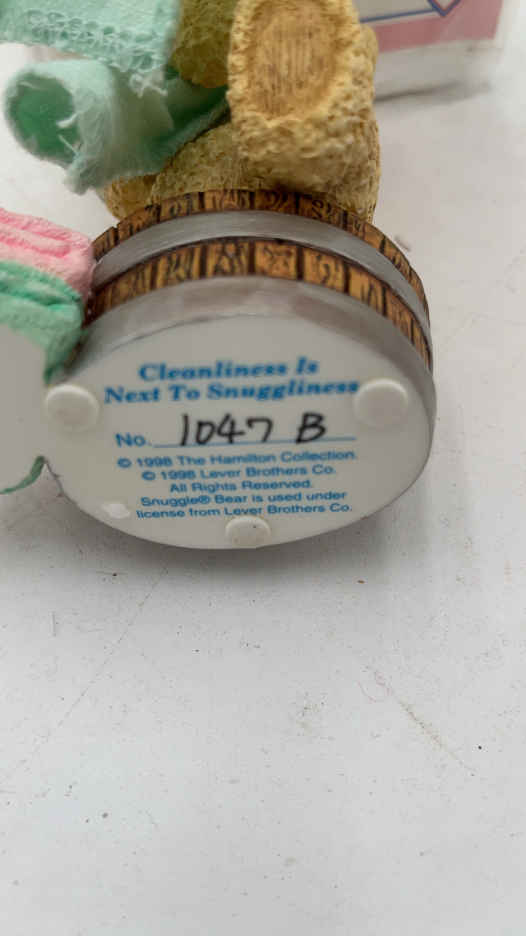 Cleanliness Is
Next To Snuggliness
No. 1047 B
© 1998 The Hamilton Collection.
© 1998 Lever Brothers Co.
All Rights Reserved.
Snuggle® Bear is used under
license from Lever Brothers Co.